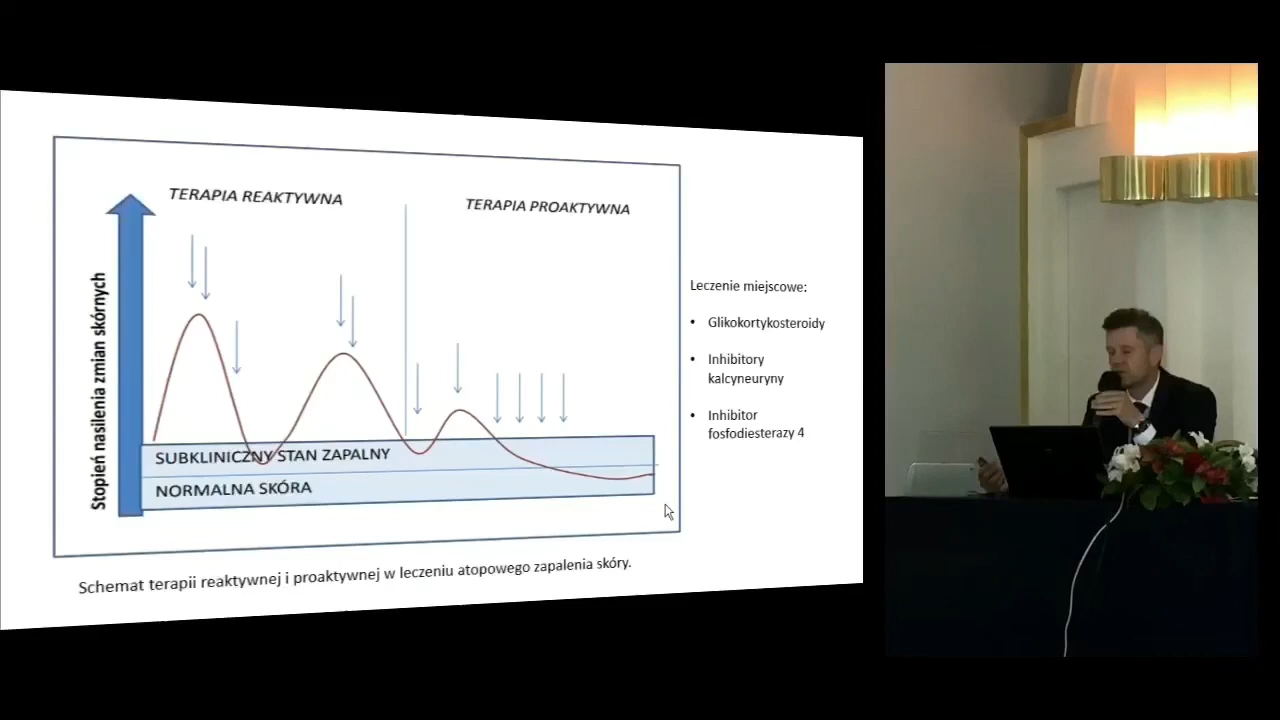 TERAPIA REAKTYWNA
TERAPIA PROAKTYWNA
Stopień nasilenia zmian skórnych
SUBKLINICZNY STAN ZAPALNY
NORMALNA SKÓRA
Schemat terapii reaktywnej i proaktywnej w leczeniu atopowego zapalenia skóry.
Leczenie miejscowe:
• Glikokortykosteroidy
• Inhibitory
kalcyneuryny
• Inhibitor
fosfodiesterazy 4